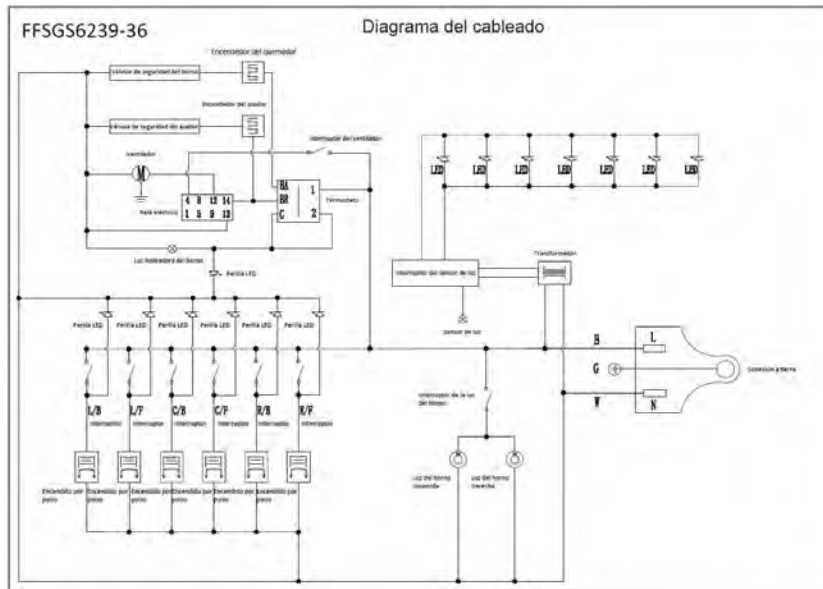 FFSGS6239-36
Diagrama del cableado
Encendedor del quemador
Válvula de seguridad del horno
Encendedor del asador
Válvula de seguridad del asador
Interruptor del ventilador
Ventilador
M
4 8 12 14
1 5 9 13
Relé eléctrico
BA
BR
C
1
2
Termostato
Luz indicadora del horno
Perilla LED
LED LED LED LED LED LED LED
Interruptor del sensor de luz
Transformador
Sensor de luz
Perilla LED Perilla LED Perilla LED Perilla LED Perilla LED Perilla LED
B
L
G
Conexión a tierra
W
N
Interruptor de la luz
del horno
L/B L/F C/B C/F R/B R/F
Interruptor Interruptor Interruptor Interruptor Interruptor Interruptor
Luz del horno
izquierda
Luz del horno
derecha
Encendido por
pulso
Encendido por
pulso
Encendido por
pulso
Encendido por
pulso
Encendido por
pulso
Encendido por
pulso